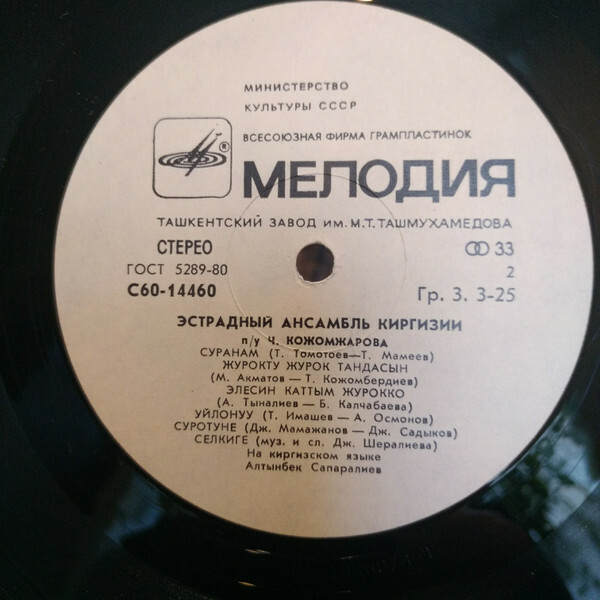 МИНИСТЕРСТВО
КУЛЬТУРЫ СССР
ВСЕСОЮЗНАЯ ФИРМА ГРАМПЛАСТИНОК
®
МЕЛОДИЯ
ТАШКЕНТСКИЙ ЗАВОД им. М.Т. ТАШМУХАМЕДОВА
СТЕРЕО 33
ГОСТ 5289-80 2
С60-14460 Гр. 3. 3-25
ЭСТРАДНЫЙ АНСАМБЛЬ КИРГИЗИИ
п/у Ч. КОЖОМЖАРОВА
СУРАНАМ (Т. Томотоев—Т. Мамеев)
ЖУРОКТУ ЖУРОК ТАНДАСЫН
(М. Акматов — Т. Кожомбердиев)
ЭЛЕСИН КАТТЫМ ЖУРОККО
(А. Тыналиев — Б. Калчабаева)
УЙЛОНУУ (Т. Имашев — А. Осмонов)
СУРОТУНЕ (Дж. Мамажанов — Дж. Садыков)
СЕЛКИГЕ (муз. и сл. Дж. Шералиева)
На киргизском языке
Алтынбек Сапаралиев